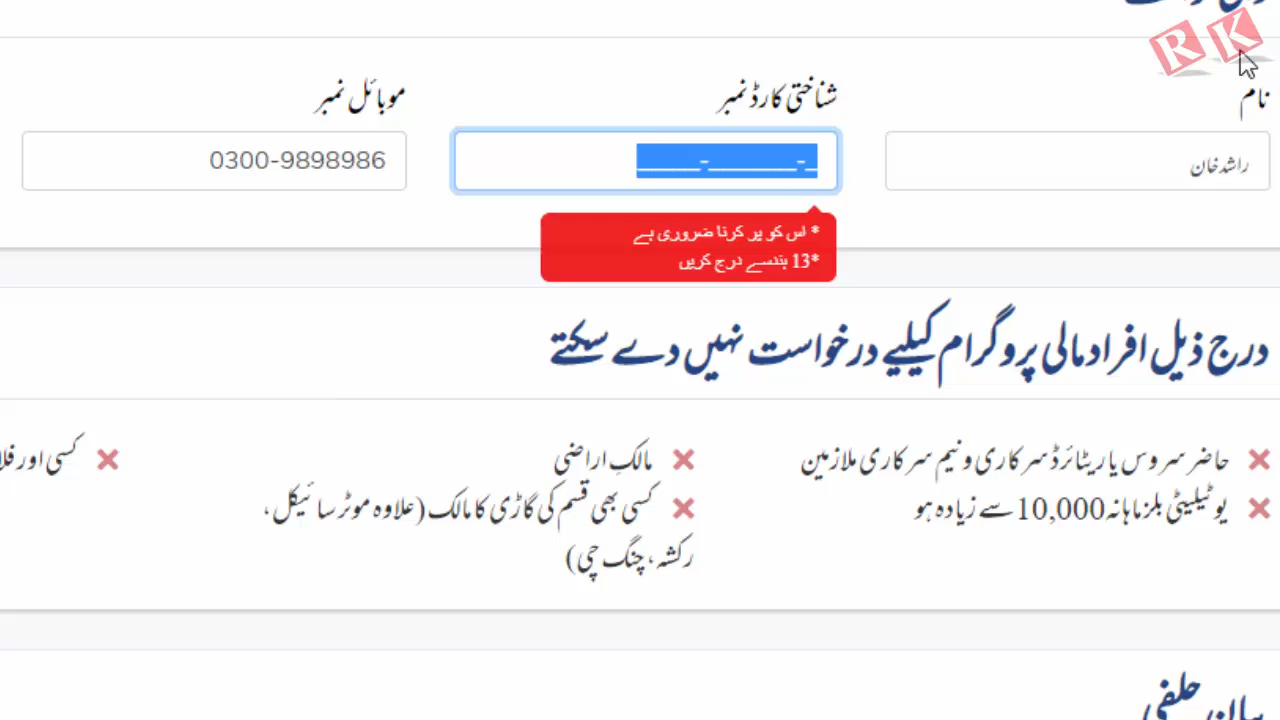 RK
نام
شناختی کارڈ نمبر
موبائل نمبر
راشد خان
_____-_______-_
0300-9898986
* اس کو پر کرنا ضروری ہے
*13 ہندسے درج کریں
درج ذیل افراد مالی پروگرام کیلیے درخواست نہیں دے سکتے
حاضر سروس یا ریٹائرڈ سرکاری و نیم سرکاری ملازمین
مالکِ اراضی
کسی اور
یوٹیلیٹی بلز ماہانہ 10,000 سے زیادہ ہو
کسی بھی قسم کی گاڑی کا مالک (علاوہ موٹر سائیکل،
رکشہ، چنگ چی)
بیان حلفی